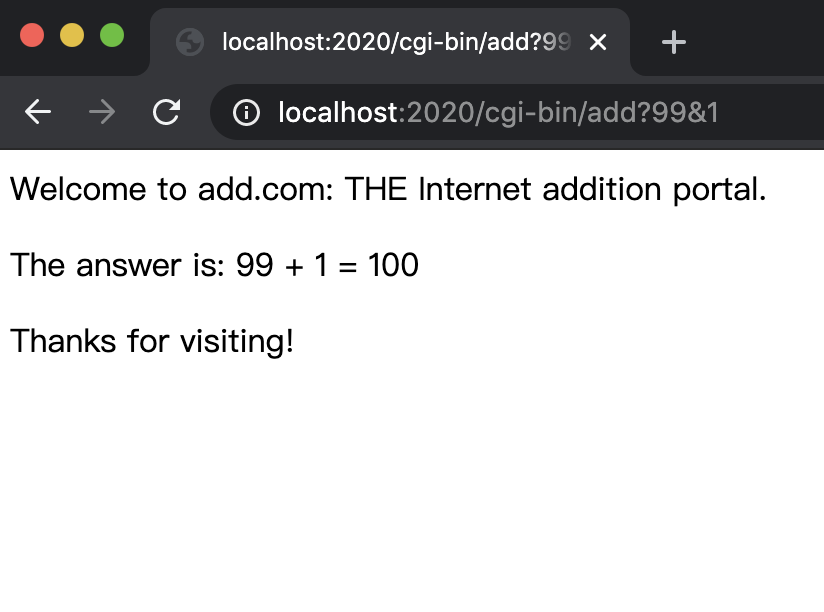 localhost:2020/cgi-bin/add?99
localhost:2020/cgi-bin/add?99&1
Welcome to add.com: THE Internet addition portal.
The answer is: 99 + 1 = 100
Thanks for visiting!